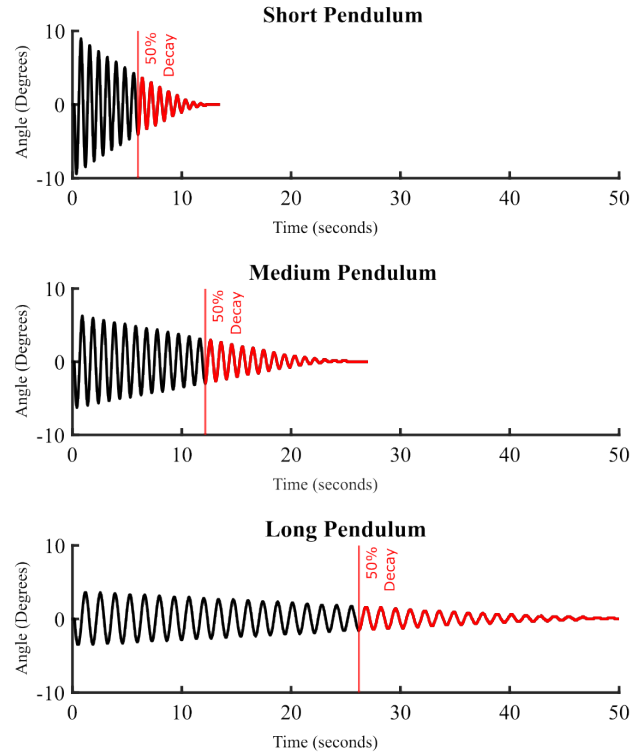 Short Pendulum
10
0
-10
Angle (Degrees)
50%
Decay
0 10 20 30 40 50
Time (seconds)
Medium Pendulum
10
0
-10
Angle (Degrees)
50%
Decay
0 10 20 30 40 50
Time (seconds)
Long Pendulum
10
0
-10
Angle (Degrees)
50%
Decay
0 10 20 30 40 50
Time (seconds)